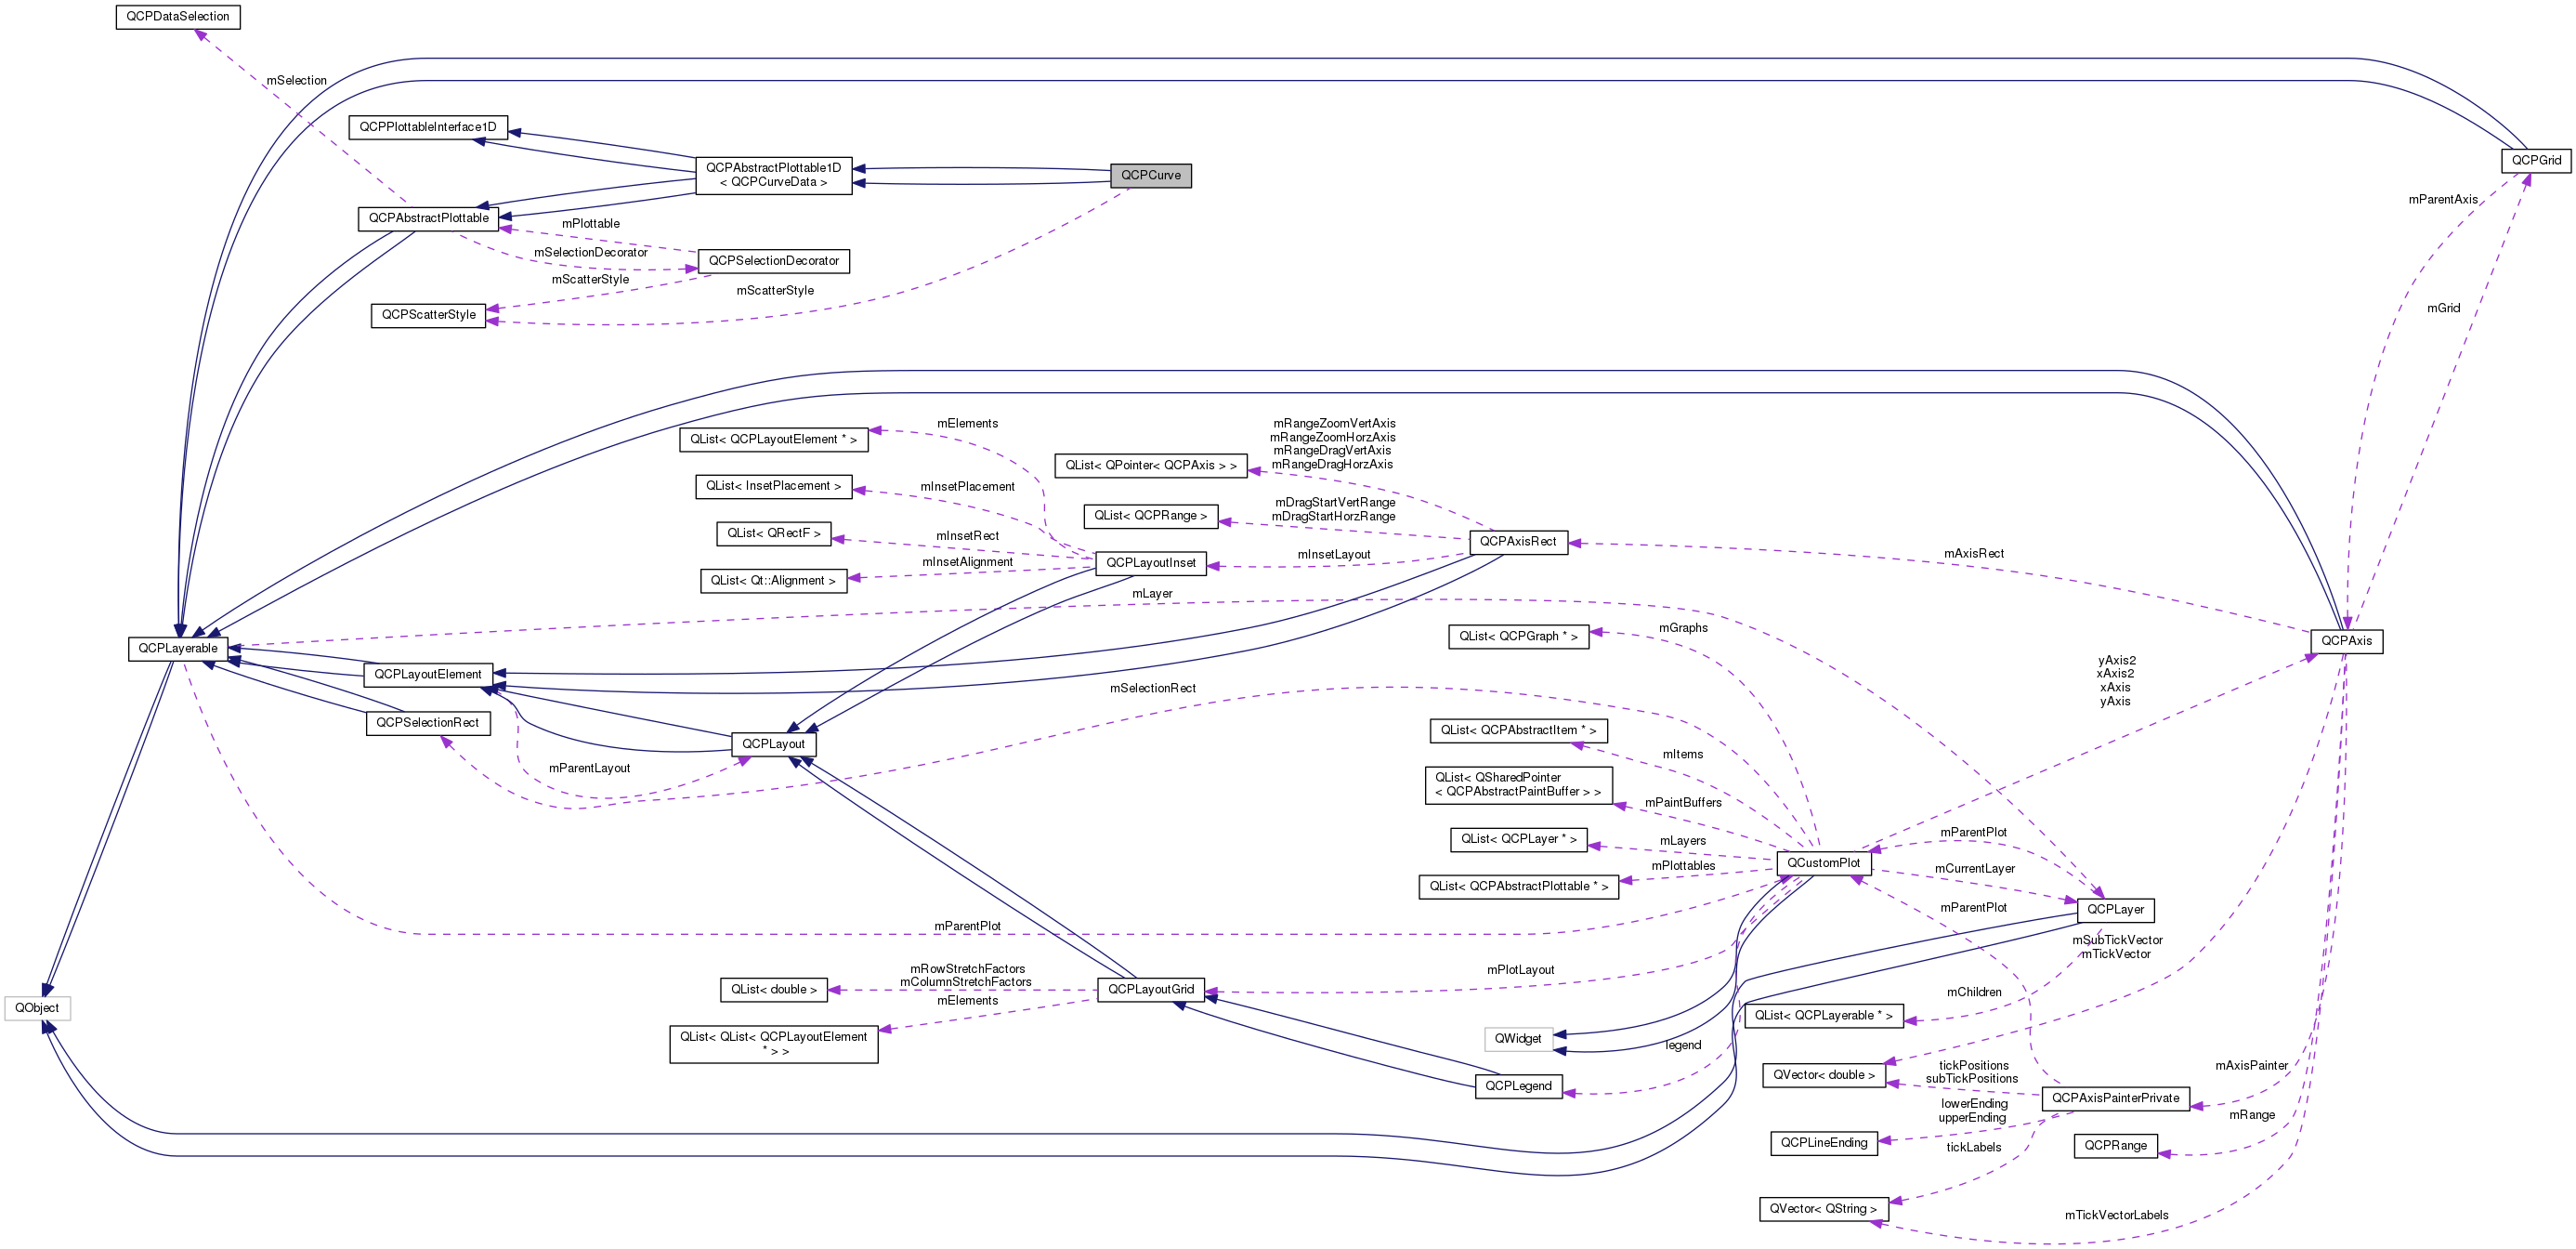 QCPDataSelection
mSelection
QCPPlottableInterface1D
QCPAbstractPlottable1D
< QCPCurveData >
QCPCurve
QCPGrid
QCPAbstractPlottable
mPlottable
mSelectionDecorator
QCPSelectionDecorator
mScatterStyle
mScatterStyle
QCPScatterStyle
mParentAxis
mGrid
QList< QCPLayoutElement * >
mElements
QList< InsetPlacement >
mInsetPlacement
QList< QRectF >
mInsetRect
QList< Qt::Alignment >
mInsetAlignment
QList< QPointer< QCPAxis > >
mRangeZoomVertAxis
mRangeZoomHorzAxis
mRangeDragVertAxis
mRangeDragHorzAxis
QList< QCPRange >
mDragStartVertRange
mDragStartHorzRange
QCPAxisRect
QCPLayoutInset
mInsetLayout
mAxisRect
mLayer
QCPLayerable
QCPAxis
QList< QCPGraph * >
mGraphs
QCPLayoutElement
mSelectionRect
QCPSelectionRect
yAxis2
xAxis2
xAxis
yAxis
QCPLayout
mParentLayout
QList< QCPAbstractItem * >
mItems
QList< QSharedPointer
< QCPAbstractPaintBuffer > >
mPaintBuffers
QList< QCPLayer * >
mLayers
QList< QCPAbstractPlottable * >
mPlottables
QCustomPlot
mParentPlot
mCurrentLayer
mParentPlot
QCPLayer
mParentPlot
mSubTickVector
mTickVector
QObject
QList< double >
mRowStretchFactors
mColumnStretchFactors
mElements
QCPLayoutGrid
mPlotLayout
QList< QList< QCPLayoutElement
* > >
QWidget
legend
QCPLegend
mChildren
QList< QCPLayerable * >
QVector< double >
tickPositions
subTickPositions
QCPAxisPainterPrivate
mAxisPainter
lowerEnding
upperEnding
QCPLineEnding
tickLabels
QCPRange
mRange
QVector< QString >
mTickVectorLabels